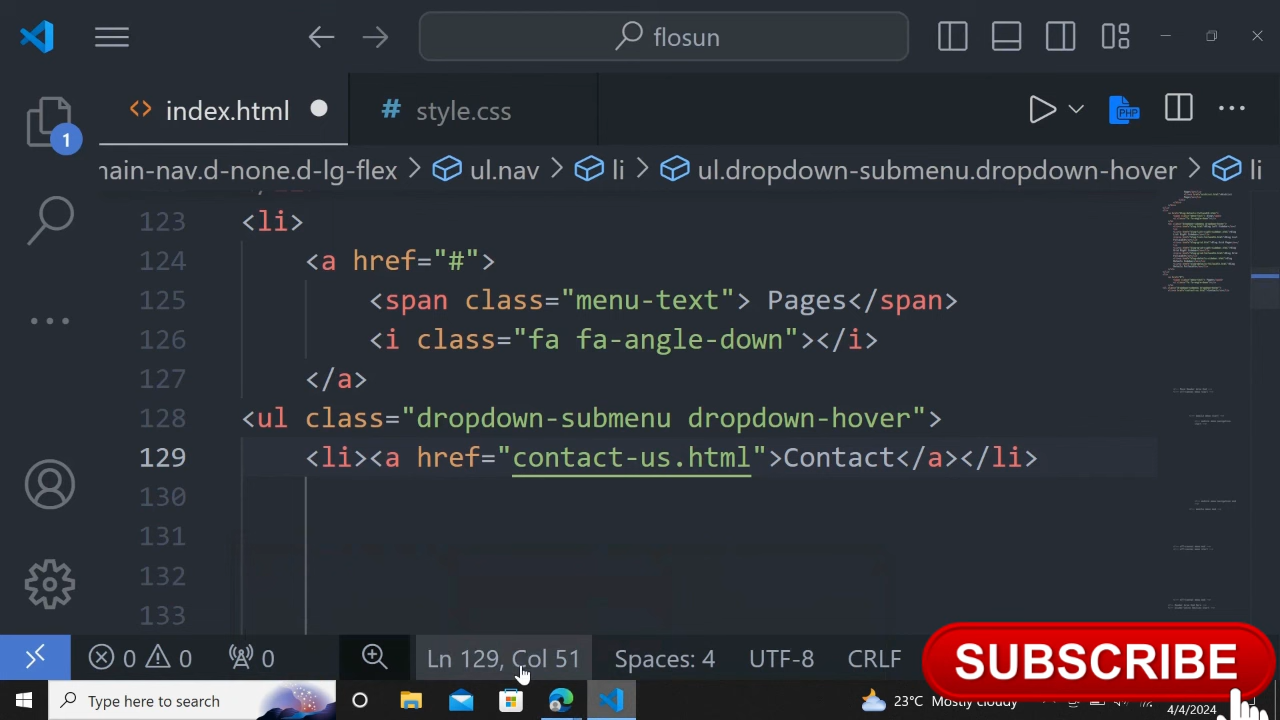 flosun
index.html
# style.css
PHP
1
nain-nav.d-none.d-lg-flex > ul.nav > li > ul.dropdown-submenu.dropdown-hover > li
123 <li>
124 <a href="#">
125 <span class="menu-text"> Pages</span>
126 <i class="fa fa-angle-down"></i>
127 </a>
128 <ul class="dropdown-submenu dropdown-hover">
129 <li><a href="contact-us.html">Contact</a></li>
130
131
132
133
0 0 0 Ln 129, Col 51 Spaces: 4 UTF-8 CRLF
SUBSCRIBE
Type here to search
23°C Mostly cloudy
4/4/2024